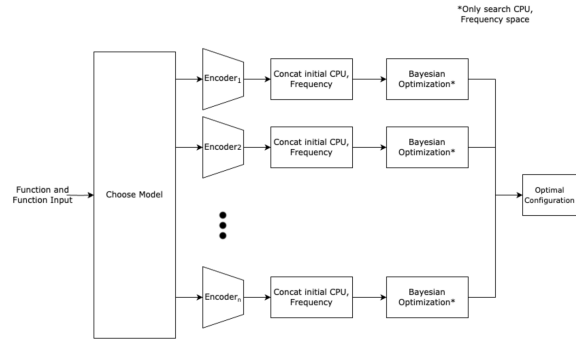 *Only search CPU,
Frequency space
Encoder₁
Concat initial CPU,
Frequency
Bayesian
Optimization*
Encoder2
Concat initial CPU,
Frequency
Bayesian
Optimization*
Function and
Function Input
Choose Model
Optimal
Configuration
Encoderₙ
Concat initial CPU,
Frequency
Bayesian
Optimization*